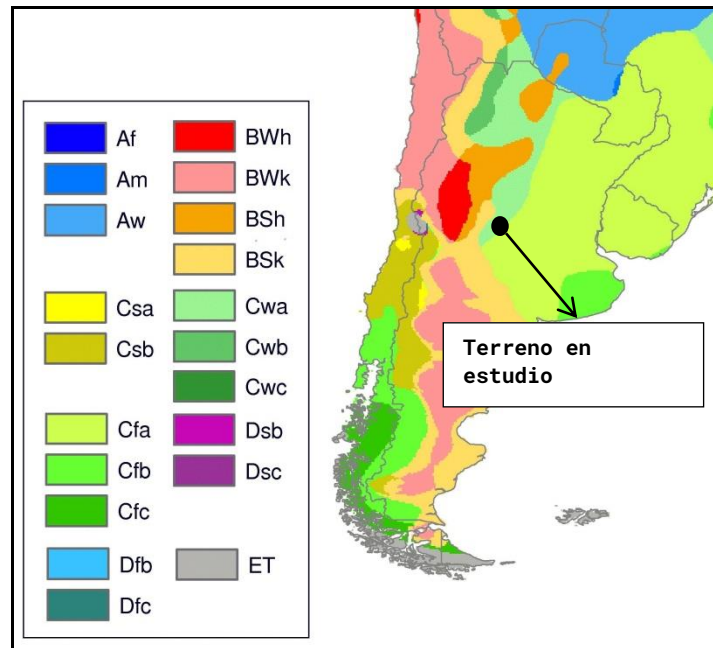 Af
Am
Aw
Csa
Csb
Cfa
Cfb
Cfc
Dfb
Dfc
BWh
BWk
BSh
BSk
Cwa
Cwb
Cwc
Dsb
Dsc
ET
Terreno en
estudio